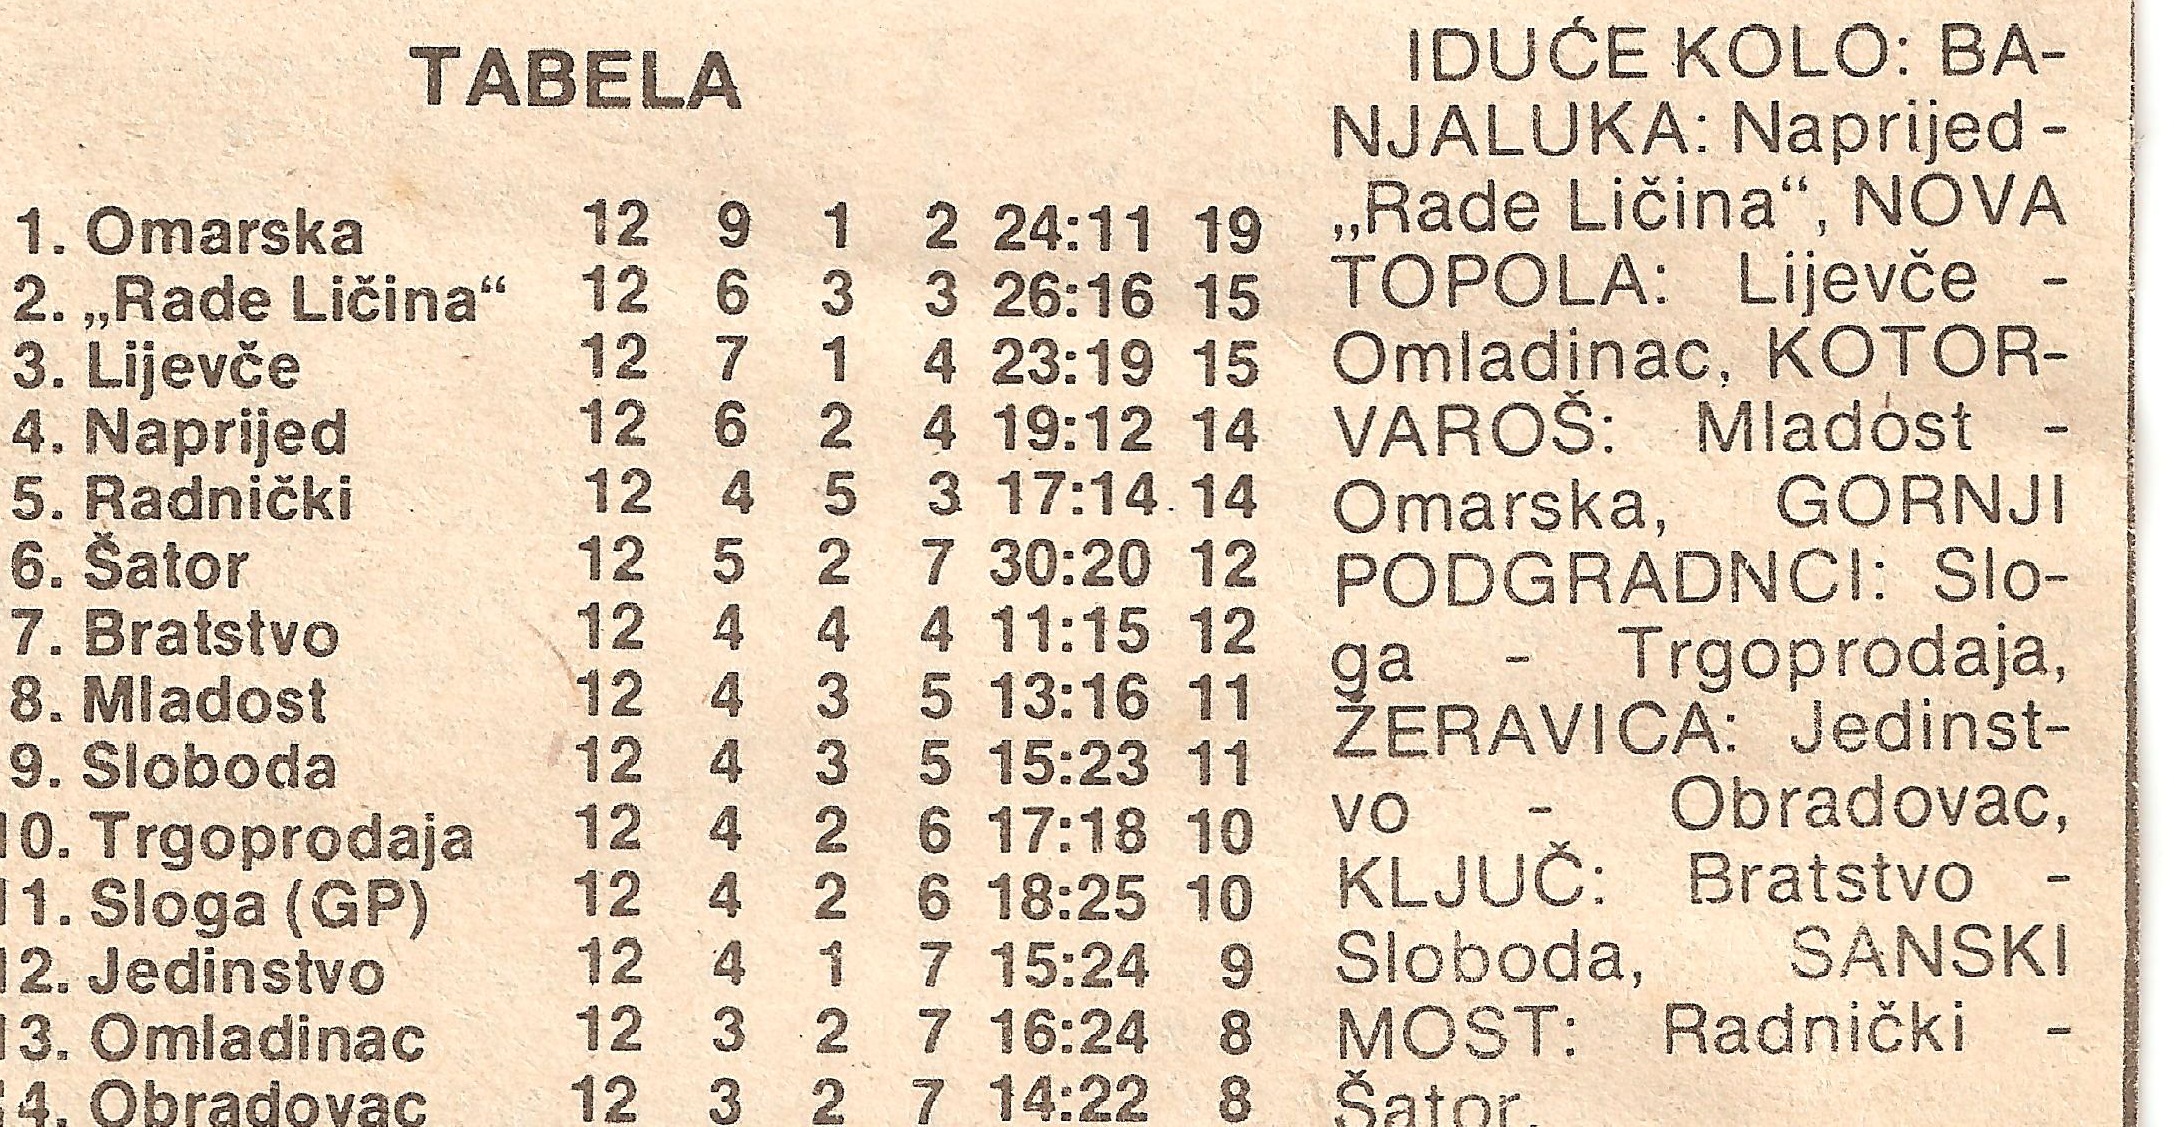 TABELA
1. Omarska 12 9 1 2 24:11 19
2. „Rade Ličina“ 12 6 3 3 26:16 15
3. Lijevče 12 7 1 4 23:19 15
4. Naprijed 12 6 2 4 19:12 14
5. Radnički 12 4 5 3 17:14 14
6. Šator 12 5 2 7 30:20 12
7. Bratstvo 12 4 4 4 11:15 12
8. Mladost 12 4 3 5 13:16 11
9. Sloboda 12 4 3 5 15:23 11
10. Trgoprodaja 12 4 2 6 17:18 10
11. Sloga (GP) 12 4 2 6 18:25 10
12. Jedinstvo 12 4 1 7 15:24 9
13. Omladinac 12 3 2 7 16:24 8
14. Obradovac 12 3 2 7 14:22 8
IDUĆE KOLO: BA-
NJALUKA: Naprijed -
„Rade Ličina“, NOVA
TOPOLA: Lijevče -
Omladinac, KOTOR-
VAROŠ: Mladost -
Omarska, GORNJI
PODGRADNCI: Slo-
ga - Trgoprodaja,
ŽERAVICA: Jedinst-
vo - Obradovac,
KLJUČ: Bratstvo -
Sloboda, SANSKI
MOST: Radnički -
Šator.